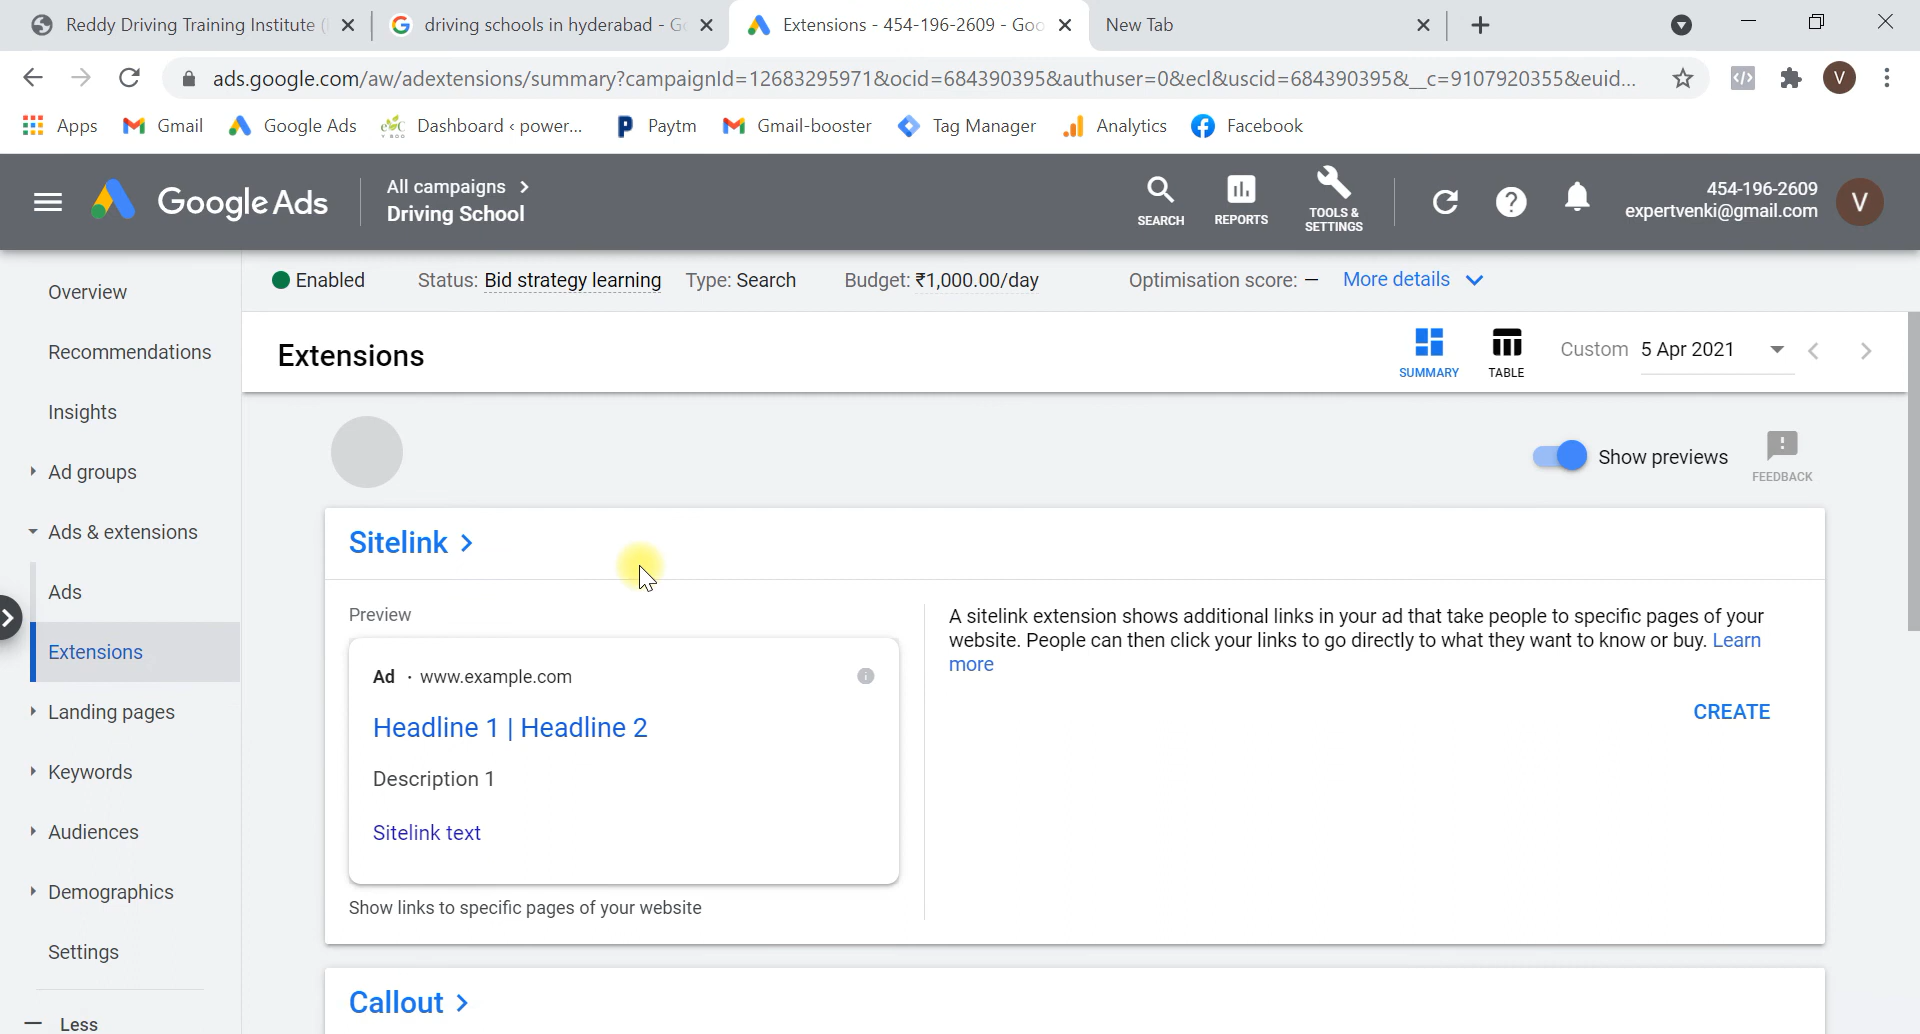 Reddy Driving Training Institute (
driving schools in hyderabad - G
Extensions - 454-196-2609 - Goo
New Tab
ads.google.com/aw/adextensions/summary?campaignId=12683295971&ocid=684390395&authuser=0&ecl&uscid=684390395&__c=9107920355&euid...
Apps
Gmail
Google Ads
Dashboard ‹ power...
Paytm
Gmail-booster
Tag Manager
Analytics
Facebook
Google Ads
All campaigns >
Driving School
SEARCH
REPORTS
TOOLS &
SETTINGS
454-196-2609
expertvenki@gmail.com
V
Enabled
Status: Bid strategy learning
Type: Search
Budget: ₹1,000.00/day
Optimisation score: –
More details
Overview
Recommendations
Insights
Ad groups
Ads & extensions
Ads
Extensions
Landing pages
Keywords
Audiences
Demographics
Settings
Less
Extensions
SUMMARY
TABLE
Custom 5 Apr 2021
Show previews
FEEDBACK
Sitelink >
Preview
Ad · www.example.com
Headline 1 | Headline 2
Description 1
Sitelink text
Show links to specific pages of your website
A sitelink extension shows additional links in your ad that take people to specific pages of your
website. People can then click your links to go directly to what they want to know or buy. Learn
more
CREATE
Callout >